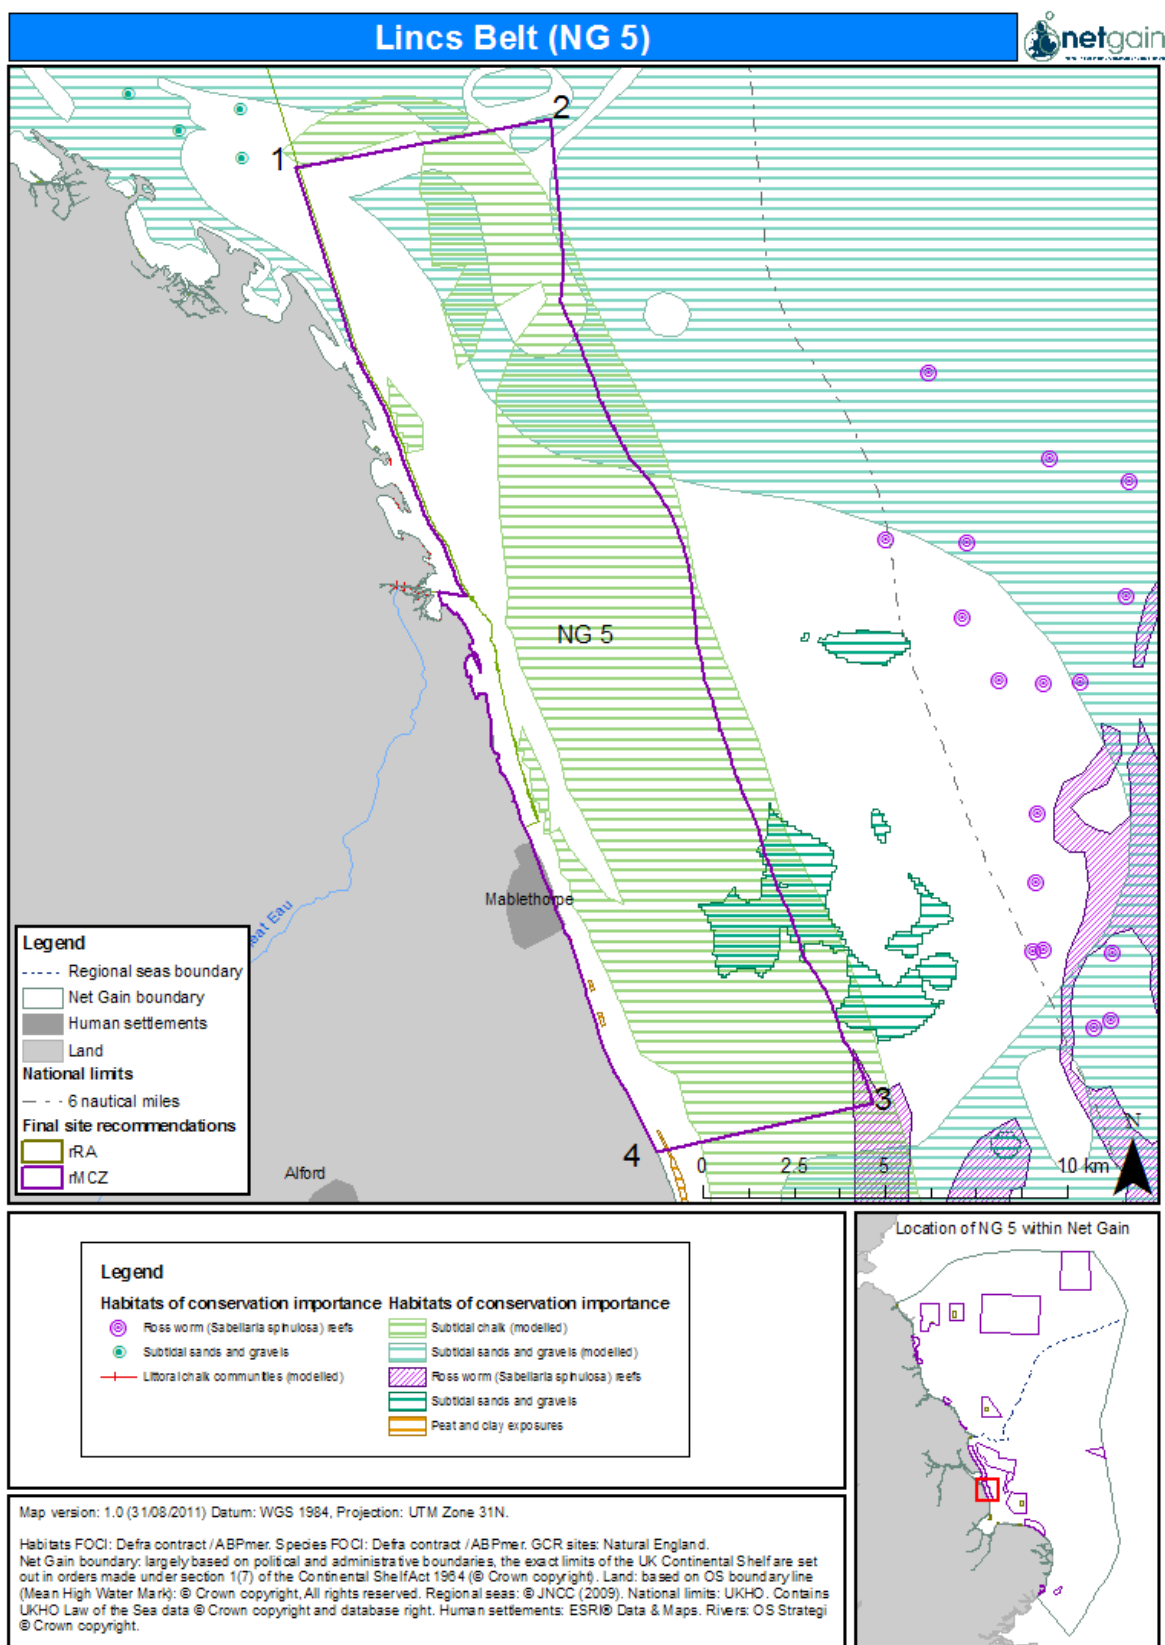 Lincs Belt (NG 5)
netgain
1
2
NG 5
Mablethorpe
eat Eau
3
4
Alford
N
0 2.5 5 10 km
Legend
Regional seas boundary
Net Gain boundary
Human settlements
Land
National limits
6 nautical miles
Final site recommendations
rRA
rMCZ
Legend
Habitats of conservation importance
Ross worm (Sabellaria spinulosa) reefs
Subtidal sands and gravels
Littoral chalk communities (modelled)
Habitats of conservation importance
Subtidal chalk (modelled)
Subtidal sands and gravels (modelled)
Ross worm (Sabellaria spinulosa) reefs
Subtidal sands and gravels
Peat and clay exposures
Location of NG 5 within Net Gain
Map version: 1.0 (31/08/2011) Datum: WGS 1984, Projection: UTM Zone 31N.
Habitats FOCI: Defra contract / ABPmer. Species FOCI: Defra contract / ABPmer. GCR sites: Natural England.
Net Gain boundary: largely based on political and administrative boundaries, the exact limits of the UK Continental Shelf are set
out in orders made under section 1(7) of the Continental Shelf Act 1964 (© Crown copyright). Land: based on OS boundary line
(Mean High Water Mark): © Crown copyright, All rights reserved. Regional seas: © JNCC (2009). National limits: UKHO. Contains
UKHO Law of the Sea data © Crown copyright and database right. Human settlements: ESRI® Data & Maps. Rivers: OS Strategi
© Crown copyright.